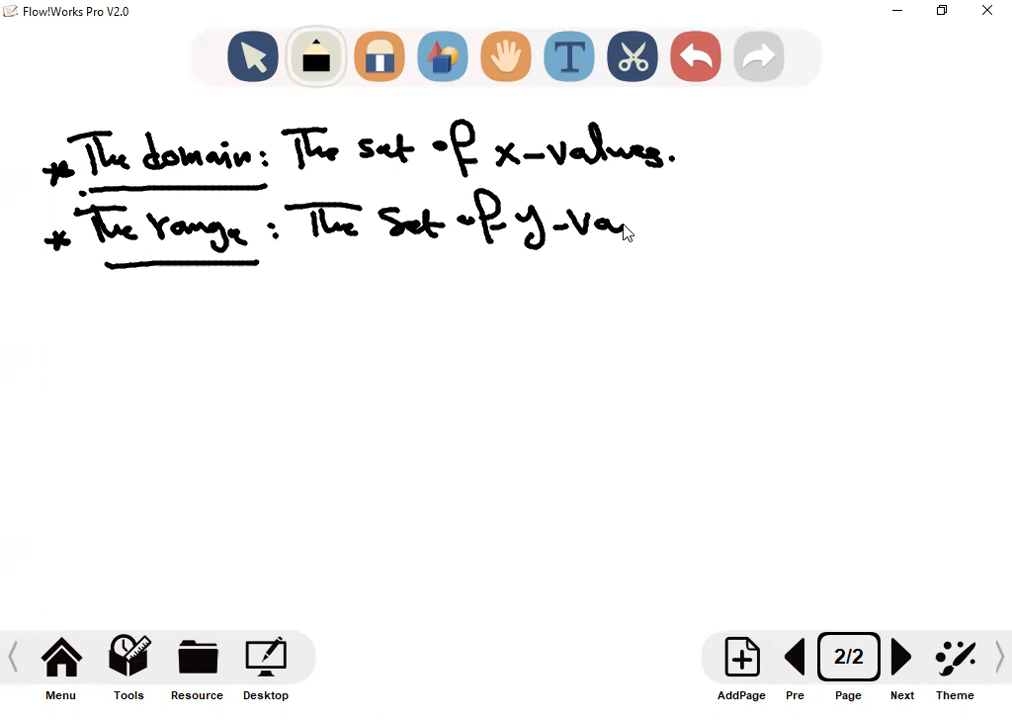 Flow!Works Pro V2.0
T
* The domain: The set of x-values.
* The range: The set of y-va
Menu
Tools
Resource
Desktop
AddPage
Pre
2/2
Page
Next
Theme